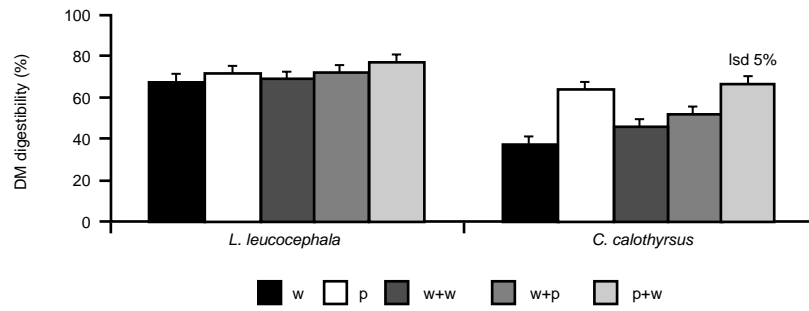 100
80
60
40
20
0
DM digestibility (%)
lsd 5%
L. leucocephala
C. calothyrsus
w
p
w+w
w+p
p+w